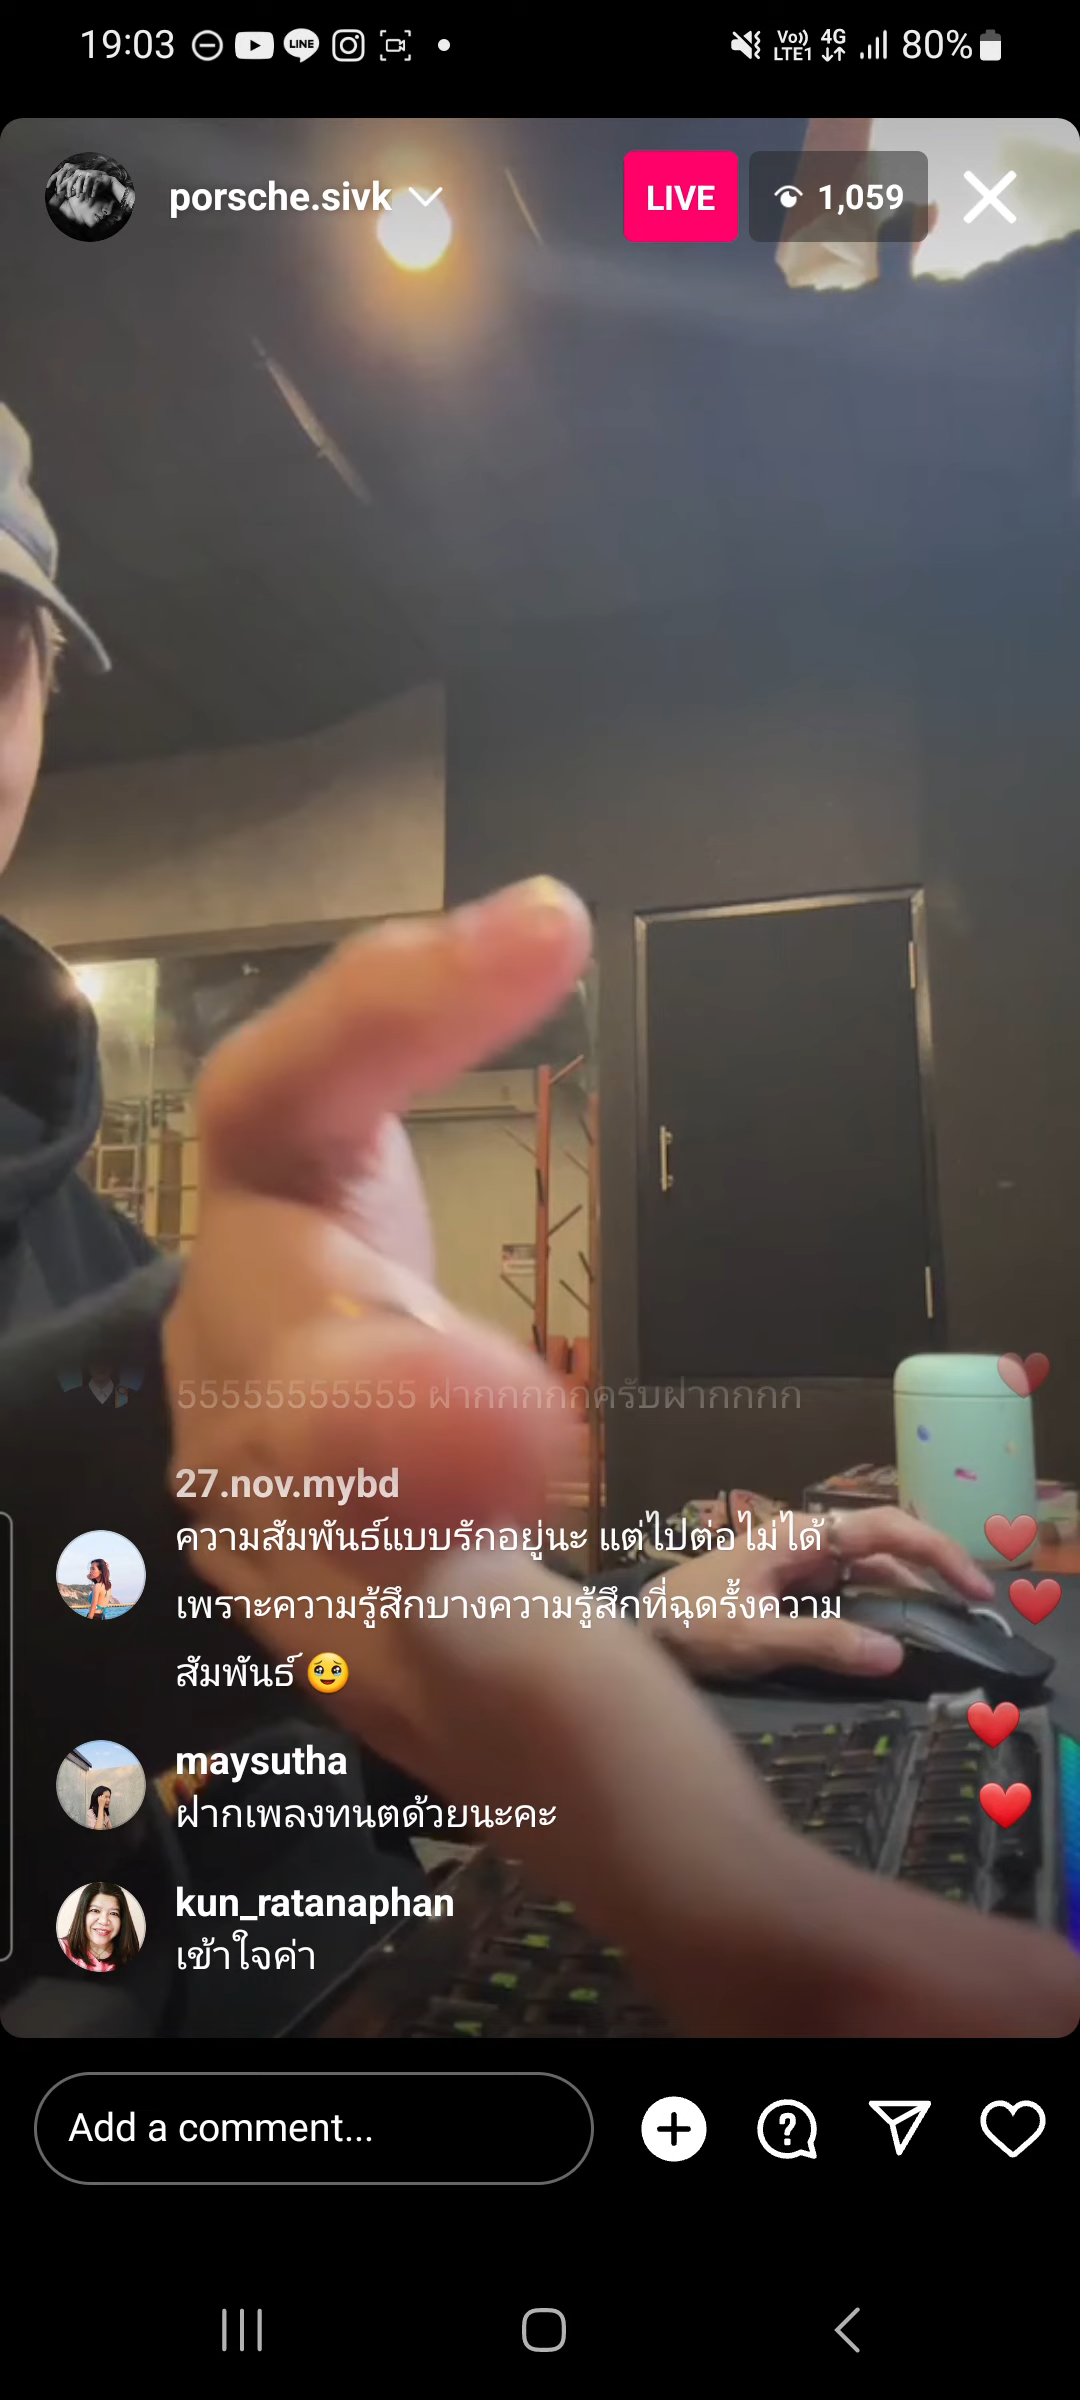 19:03
LINE
Vo))
LTE1
4G
80%
porsche.sivk
LIVE
1,059
55555555555 ฝากกกกกครับฝากกกก
27.nov.mybd
ความสัมพันธ์แบบรักอยู่นะ แต่ไปต่อไม่ได้
เพราะความรู้สึกบางความรู้สึกที่ฉุดรั้งความ
สัมพันธ์ 🥹
maysutha
ฝากเพลงทนตด้วยนะคะ
kun_ratanaphan
เข้าใจค่า
Add a comment...